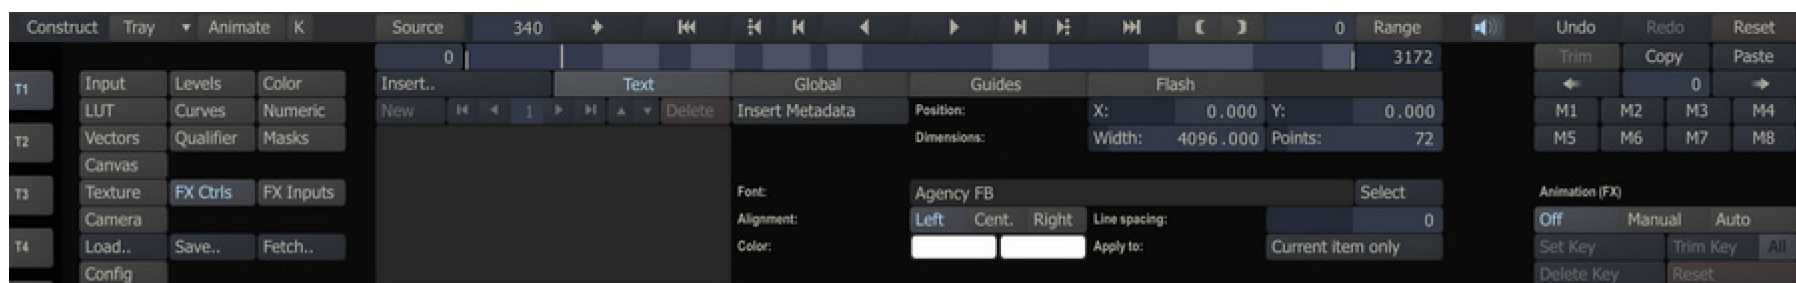 Construct Tray Animate K Source 340 0 Range Undo Redo Reset
0 3172 Trim Copy Paste
T1 Input Levels Color Insert.. Text Global Guides Flash 0
LUT Curves Numeric New 1 Delete Insert Metadata Position: X: 0.000 Y: 0.000 M1 M2 M3 M4
T2 Vectors Qualifier Masks Dimensions: Width: 4096.000 Points: 72 M5 M6 M7 M8
Canvas
T3 Texture FX Ctrls FX Inputs Font: Agency FB Select Animation (FX)
Camera Alignment: Left Cent. Right Line spacing: 0 Off Manual Auto
T4 Load.. Save.. Fetch.. Color: Apply to: Current item only Set Key Trim Key All
Config Delete Key Reset